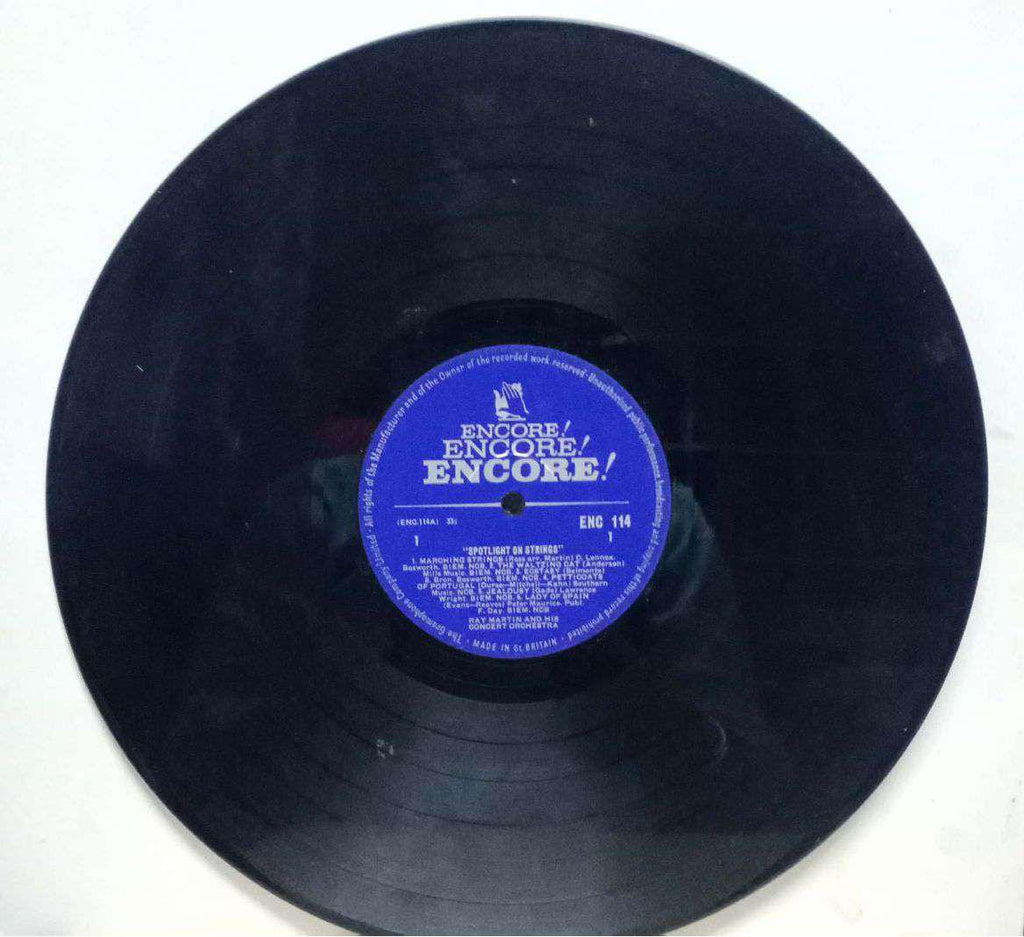 ENCORE!
ENCORE!
ENCORE!
(ENC.114A) 33⅓
ENC 114
1
1
"SPOTLIGHT ON STRINGS"
1. MARCHING STRINGS (Ross arr. Martin) C. Lennox.
Bosworth. BIEM. NCB. 2. THE WALTZING CAT (Anderson)
Mills Music. BIEM. NCB. 3. ECSTASY (Belmonte)
B. Bron. Bosworth. BIEM. NCB. 4. PETTICOATS
OF PORTUGAL (Durso—Mitchell—Kahn) Southern
Music. NCB. 5. JEALOUSY (Gade) Lawrence
Wright. BIEM. NCB. 6. LADY OF SPAIN
(Evans—Reaves) Peter Maurice. Publ.
F. Day. BIEM. NCB
RAY MARTIN AND HIS
CONCERT ORCHESTRA
The Gramophone Company Limited · All rights of the Manufacturer and of the Owner of the recorded work reserved · Unauthorised public performance broadcasting and copying of this record prohibited · MADE IN Gt. BRITAIN ·